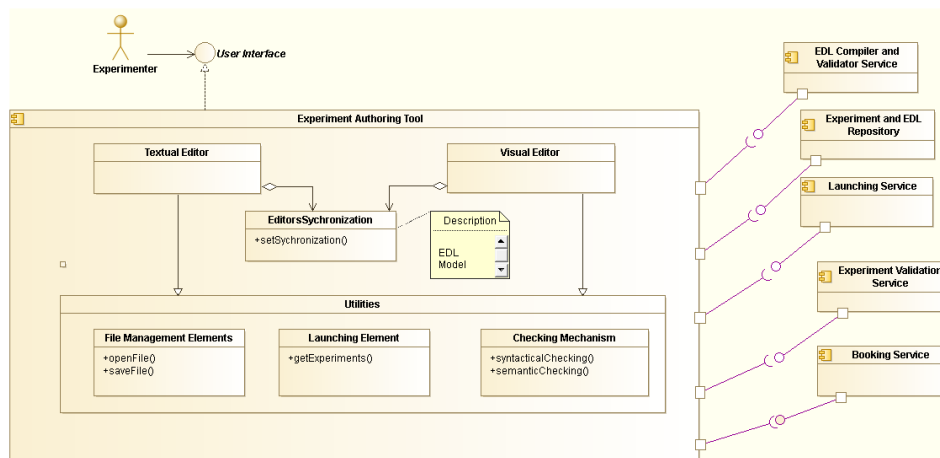 Experimenter
User Interface
EDL Compiler and
Validator Service
Experiment and EDL
Repository
Launching Service
Experiment Validation
Service
Booking Service
Experiment Authoring Tool
Textual Editor
Visual Editor
EditorsSychronization
+setSychronization()
Description
EDL
Model
Utilities
File Management Elements
+openFile()
+saveFile()
Launching Element
+getExperiments()
Checking Mechanism
+syntacticalChecking()
+semanticChecking()